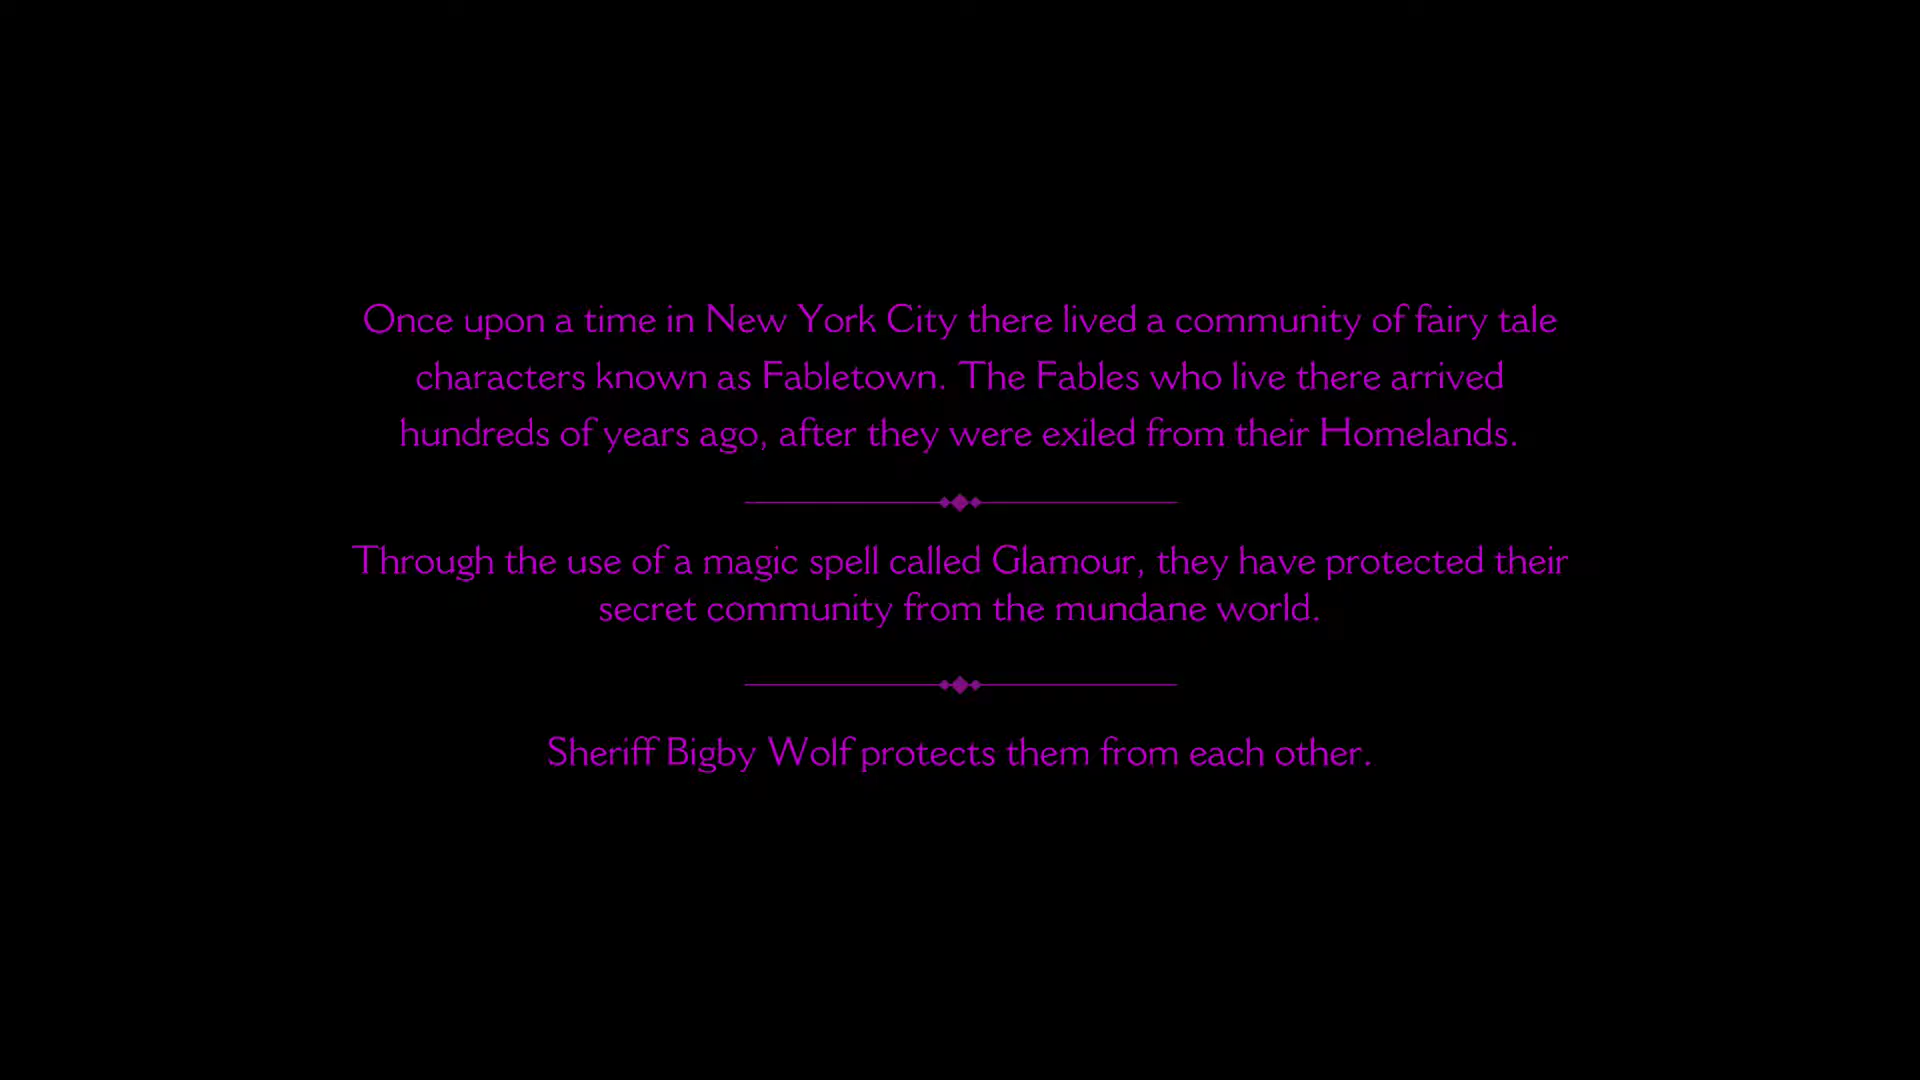 Once upon a time in New York City there lived a community of fairy tale
characters known as Fabletown. The Fables who live there arrived
hundreds of years ago, after they were exiled from their Homelands.
Through the use of a magic spell called Glamour, they have protected their
secret community from the mundane world.
Sheriff Bigby Wolf protects them from each other.